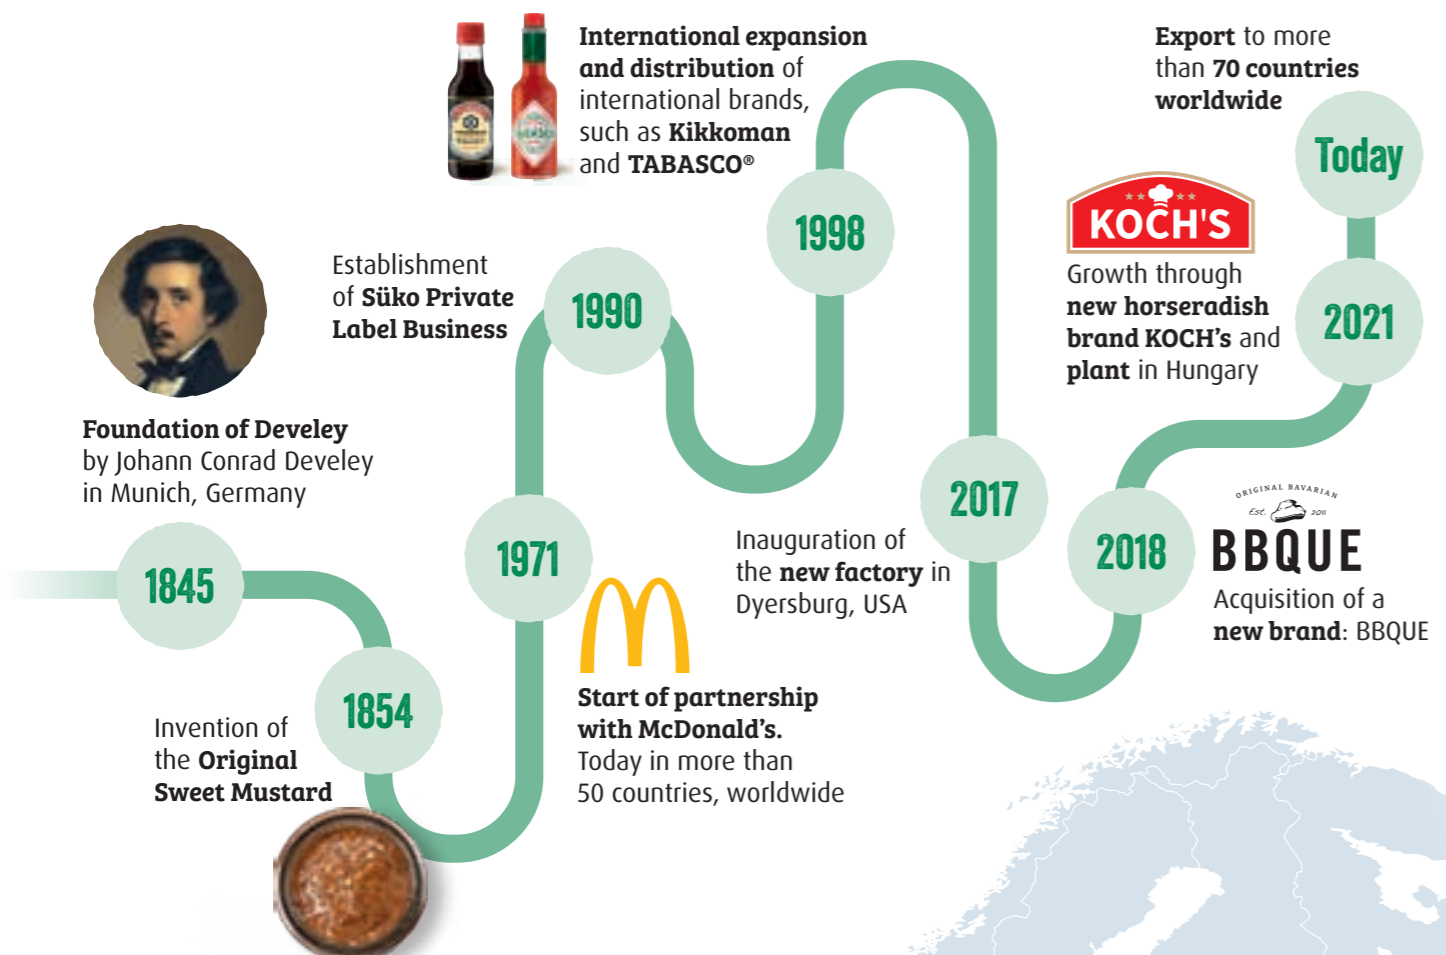 Foundation of Develey
by Johann Conrad Develey
in Munich, Germany
1845
1854
Invention of
the Original
Sweet Mustard
1971
Start of partnership
with McDonald's.
Today in more than
50 countries, worldwide
Establishment
of Süko Private
Label Business
1990
International expansion
and distribution of
international brands,
such as Kikkoman
and TABASCO®
1998
2017
Inauguration of
the new factory in
Dyersburg, USA
2018
ORIGINAL BAVARIAN
Est. 2011
BBQUE
Acquisition of a
new brand: BBQUE
KOCH'S
Growth through
new horseradish
brand KOCH's and
plant in Hungary
2021
Export to more
than 70 countries
worldwide
Today